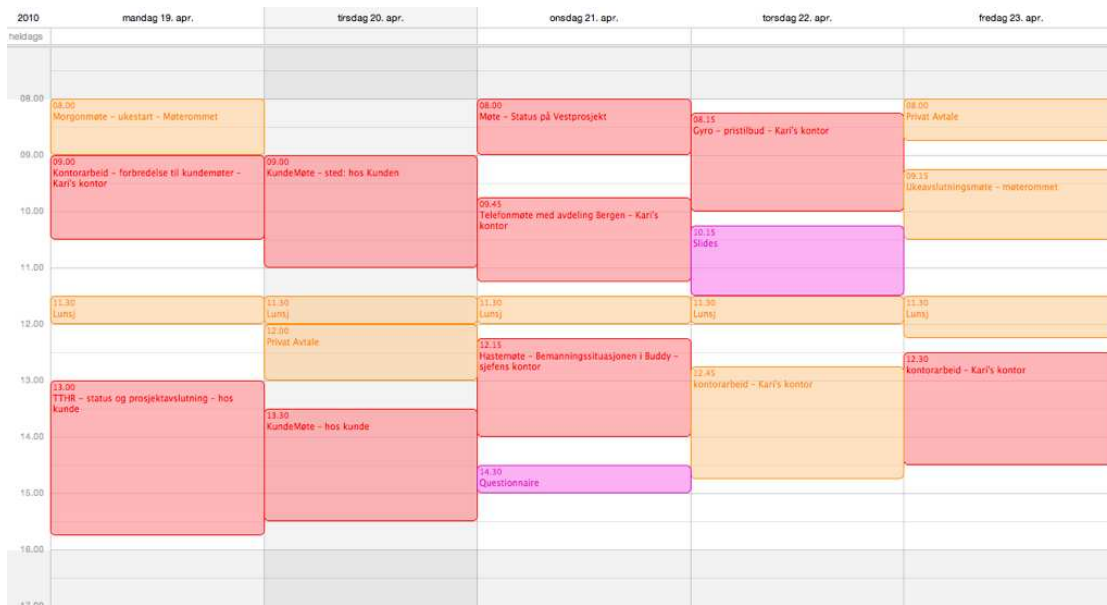 2010
mandag 19. apr.
tirsdag 20. apr.
onsdag 21. apr.
torsdag 22. apr.
fredag 23. apr.
heldags
08.00
09.00
10.00
11.00
12.00
13.00
14.00
15.00
16.00
17.00
08.00
Morgonmøte – ukestart – Møterommet
09.00
Kontorarbeid – forbredelse til kundemøter –
Kari's kontor
11.30
Lunsj
13.00
TTHR – status og prosjektavslutning – hos
kunde
09.00
KundeMøte – sted: hos Kunden
11.30
Lunsj
12.00
Privat Avtale
13.30
KundeMøte – hos kunde
08.00
Møte – Status på Vestprosjekt
09.45
Telefonmøte med avdeling Bergen – Kari's
kontor
11.30
Lunsj
12.15
Hastemøte – Bemanningssituasjonen i Buddy –
sjefens kontor
14.30
Questionnaire
08.15
Gyro – pristilbud – Kari's kontor
10.15
Slides
11.30
Lunsj
12.45
kontorarbeid – Kari's kontor
08.00
Privat Avtale
09.15
Ukeavslutningsmøte – møterommet
11.30
Lunsj
12.30
kontorarbeid – Kari's kontor